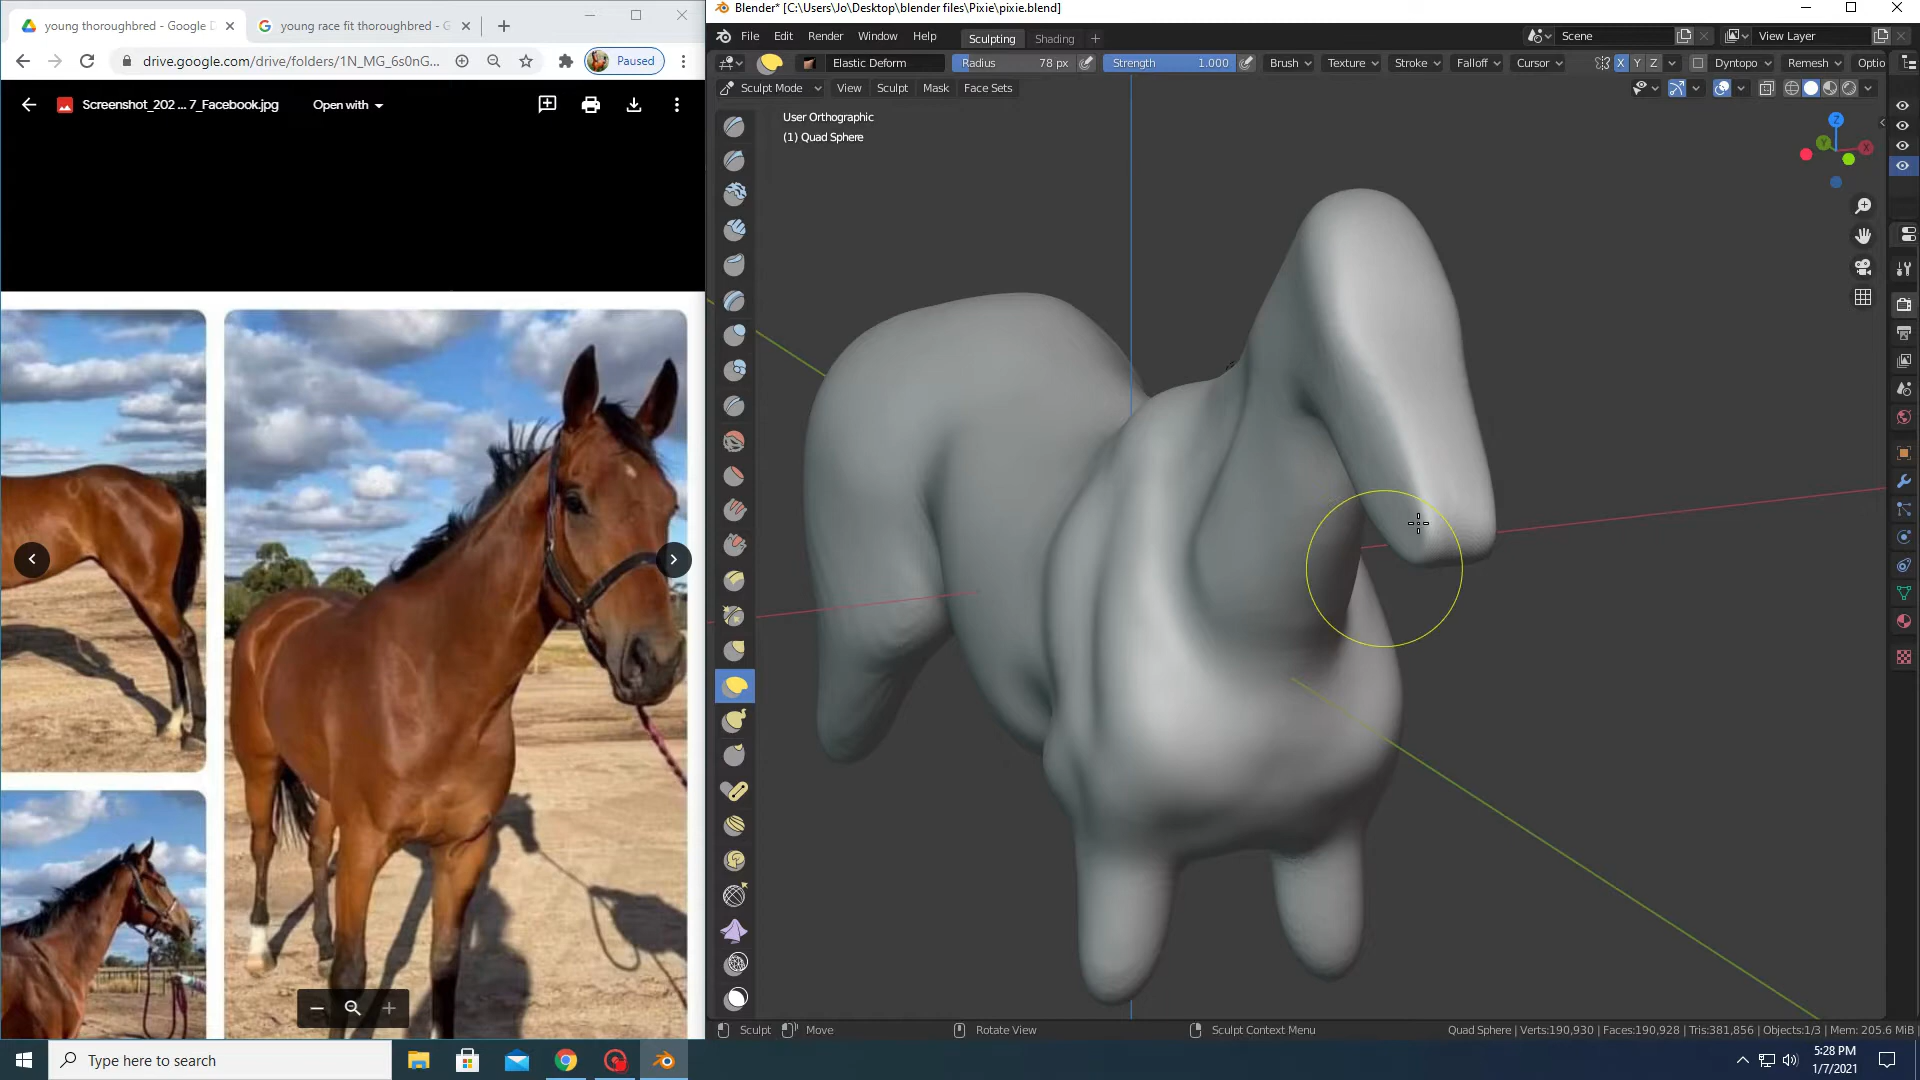 young thoroughbred - Google D
young race fit thoroughbred - G
drive.google.com/drive/folders/1N_MG_6s0nG...
Paused
Screenshot_202 ... 7_Facebook.jpg
Open with
Type here to search
Blender* [C:\Users\Jo\Desktop\blender files\Pixie\pixie.blend]
File Edit Render Window Help
Sculpting
Shading
Scene
View Layer
Elastic Deform
Radius 78 px
Strength 1.000
Brush
Texture
Stroke
Falloff
Cursor
X Y Z
Dyntopo
Remesh
Optio
Sculpt Mode
View Sculpt Mask Face Sets
User Orthographic
(1) Quad Sphere
Z
Y
X
Sculpt
Move
Rotate View
Sculpt Context Menu
Quad Sphere | Verts:190,930 | Faces:190,928 | Tris:381,856 | Objects:1/3 | Mem: 205.6 MiB
5:28 PM
1/7/2021